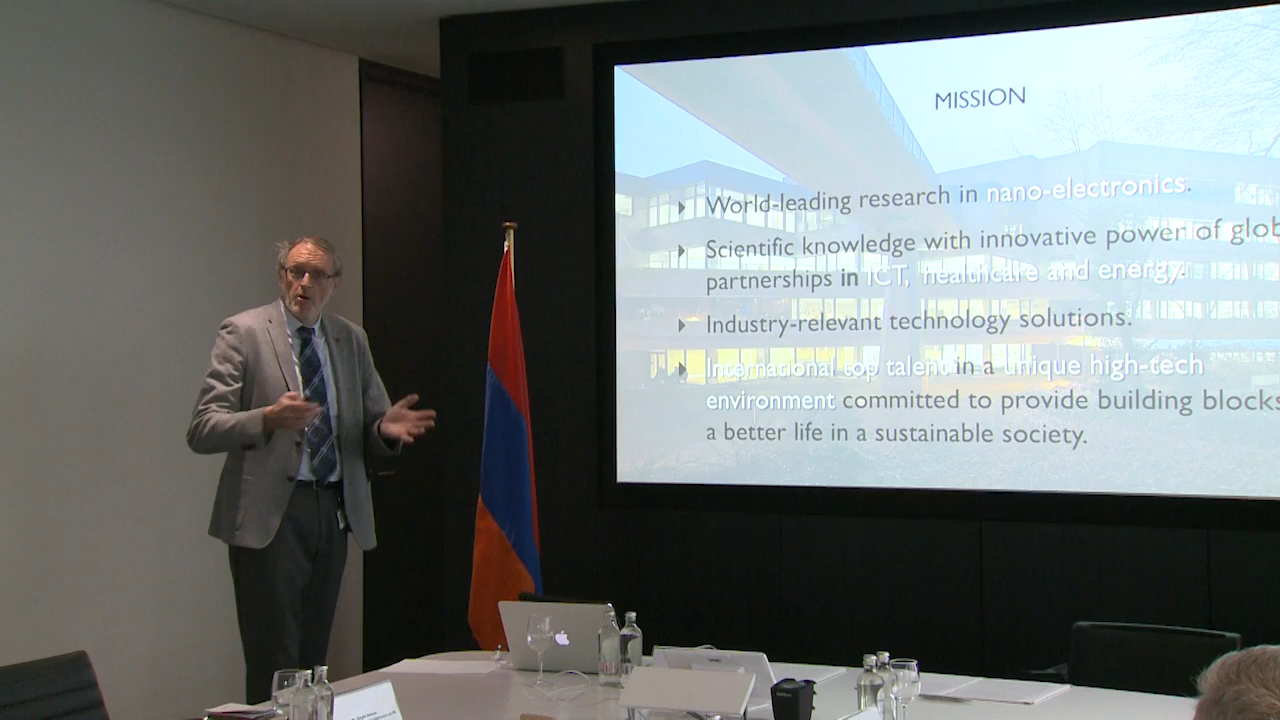 MISSION
World-leading research in nano-electronics.
Scientific knowledge with innovative power of glob
partnerships in ICT, healthcare and energy
Industry-relevant technology solutions.
International top talent in a unique high-tech
environment committed to provide building blocks
a better life in a sustainable society.